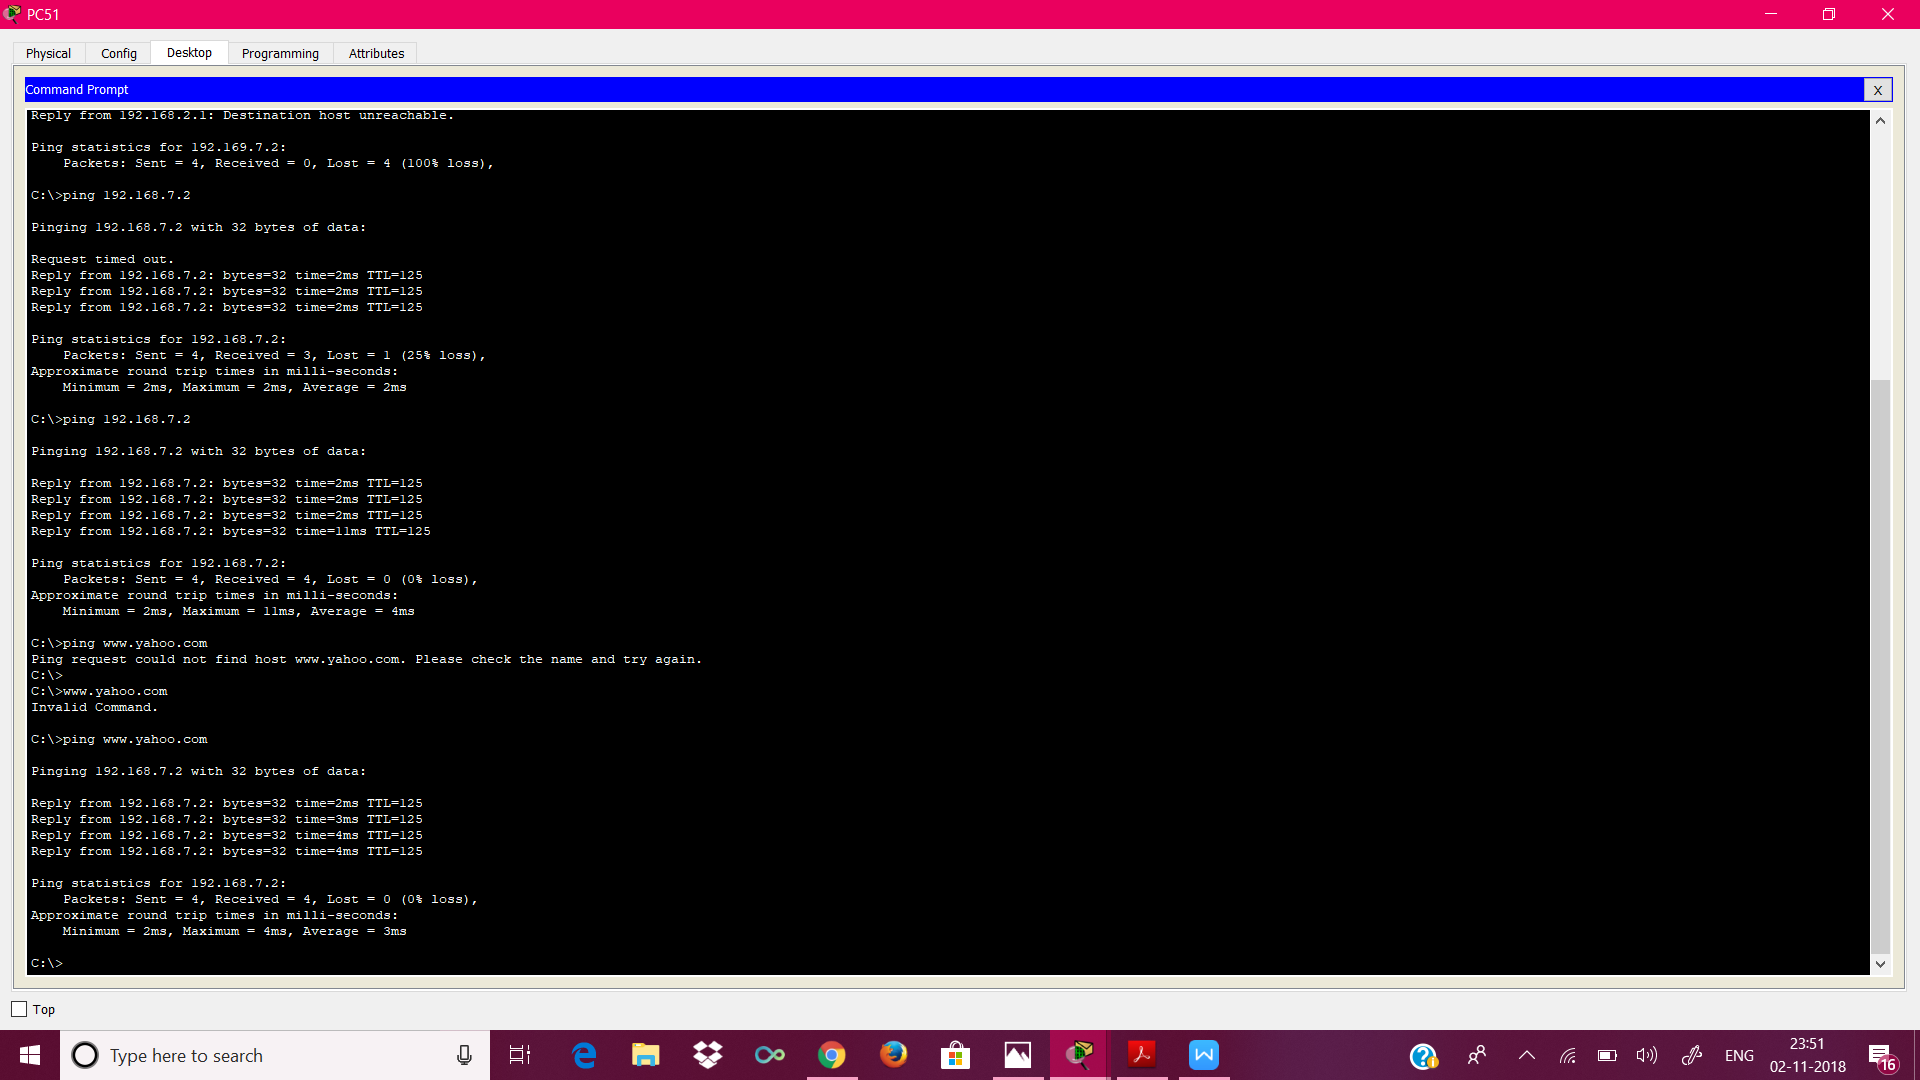 PC51
Physical Config Desktop Programming Attributes
Command Prompt X
Reply from 192.168.2.1: Destination host unreachable.
Ping statistics for 192.169.7.2:
Packets: Sent = 4, Received = 0, Lost = 4 (100% loss),
C:\>ping 192.168.7.2
Pinging 192.168.7.2 with 32 bytes of data:
Request timed out.
Reply from 192.168.7.2: bytes=32 time=2ms TTL=125
Reply from 192.168.7.2: bytes=32 time=2ms TTL=125
Reply from 192.168.7.2: bytes=32 time=2ms TTL=125
Ping statistics for 192.168.7.2:
Packets: Sent = 4, Received = 3, Lost = 1 (25% loss),
Approximate round trip times in milli-seconds:
Minimum = 2ms, Maximum = 2ms, Average = 2ms
C:\>ping 192.168.7.2
Pinging 192.168.7.2 with 32 bytes of data:
Reply from 192.168.7.2: bytes=32 time=2ms TTL=125
Reply from 192.168.7.2: bytes=32 time=2ms TTL=125
Reply from 192.168.7.2: bytes=32 time=2ms TTL=125
Reply from 192.168.7.2: bytes=32 time=11ms TTL=125
Ping statistics for 192.168.7.2:
Packets: Sent = 4, Received = 4, Lost = 0 (0% loss),
Approximate round trip times in milli-seconds:
Minimum = 2ms, Maximum = 11ms, Average = 4ms
C:\>ping www.yahoo.com
Ping request could not find host www.yahoo.com. Please check the name and try again.
C:\>
C:\>www.yahoo.com
Invalid Command.
C:\>ping www.yahoo.com
Pinging 192.168.7.2 with 32 bytes of data:
Reply from 192.168.7.2: bytes=32 time=2ms TTL=125
Reply from 192.168.7.2: bytes=32 time=3ms TTL=125
Reply from 192.168.7.2: bytes=32 time=4ms TTL=125
Reply from 192.168.7.2: bytes=32 time=4ms TTL=125
Ping statistics for 192.168.7.2:
Packets: Sent = 4, Received = 4, Lost = 0 (0% loss),
Approximate round trip times in milli-seconds:
Minimum = 2ms, Maximum = 4ms, Average = 3ms
C:\>
Top
Type here to search
ENG
23:51
02-11-2018
16